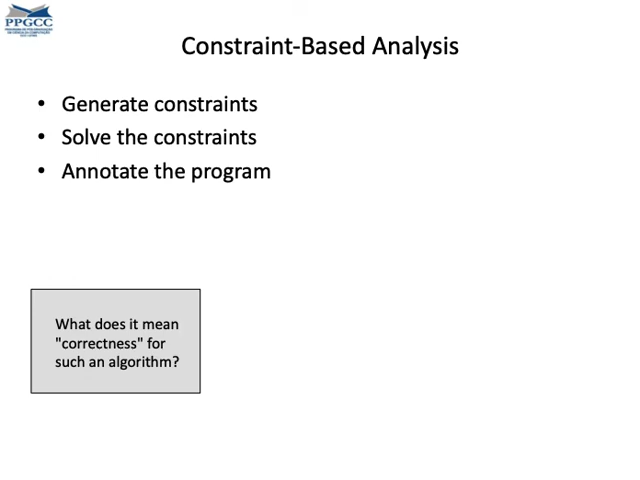 PPGCC
Constraint-Based Analysis
• Generate constraints
• Solve the constraints
• Annotate the program
What does it mean
"correctness" for
such an algorithm?